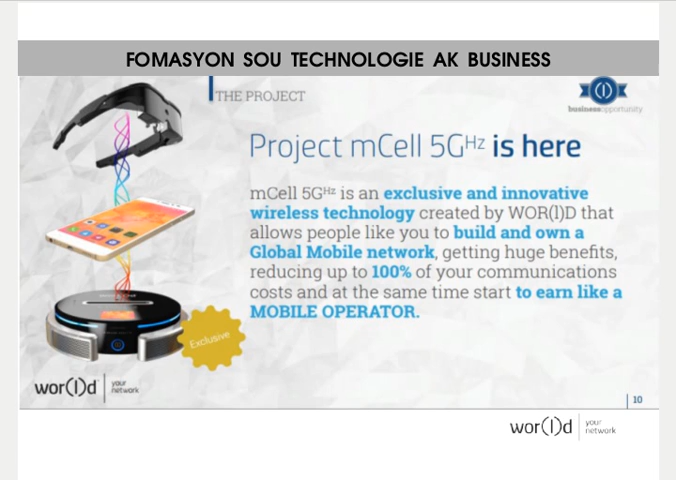 FOMASYON SOU TECHNOLOGIE AK BUSINESS
THE PROJECT
businessopportunity
Project mCell 5GHz is here
mCell 5GHz is an exclusive and innovative
wireless technology created by WOR(l)D that
allows people like you to build and own a
Global Mobile network, getting huge benefits,
reducing up to 100% of your communications
costs and at the same time start to earn like a
MOBILE OPERATOR.
Exclusive
wor(l)d
your
network
10
wor(l)d
your
network